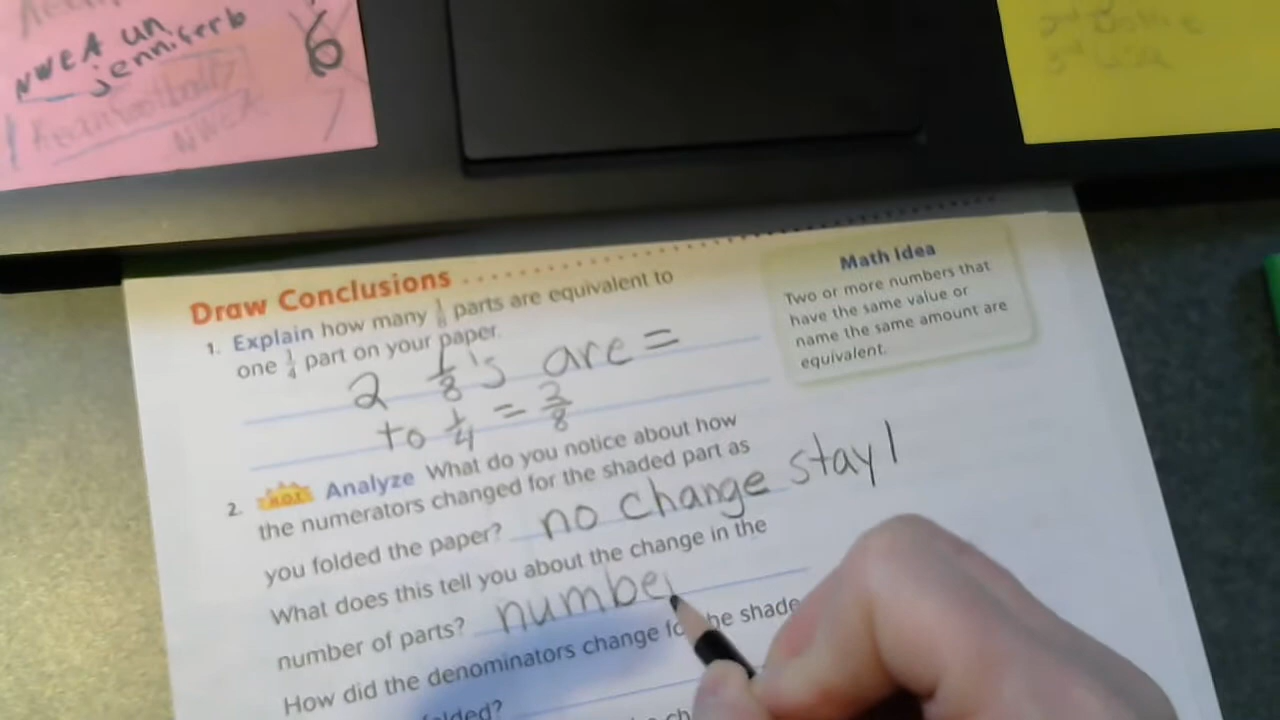 NWEA un
jenniferb
6
7
NWEA
Draw Conclusions
1. Explain how many 1/8 parts are equivalent to
one 1/4 part on your paper.
2 1/8's are =
to 1/4 = 2/8
Math Idea
Two or more numbers that
have the same value or
name the same amount are
equivalent.
2. H.O.T. Analyze What do you notice about how
the numerators changed for the shaded part as
you folded the paper? no change stay 1
What does this tell you about the change in the
number of parts? number
How did the denominators change for the shade
folded?